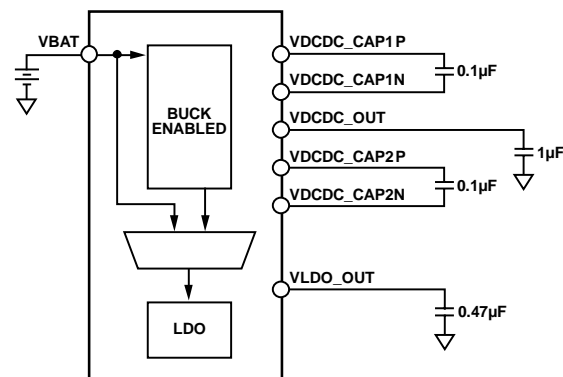 VBAT
BUCK
ENABLED
LDO
VDCDC_CAP1P
0.1µF
VDCDC_CAP1N
VDCDC_OUT
1µF
VDCDC_CAP2P
0.1µF
VDCDC_CAP2N
VLDO_OUT
0.47µF